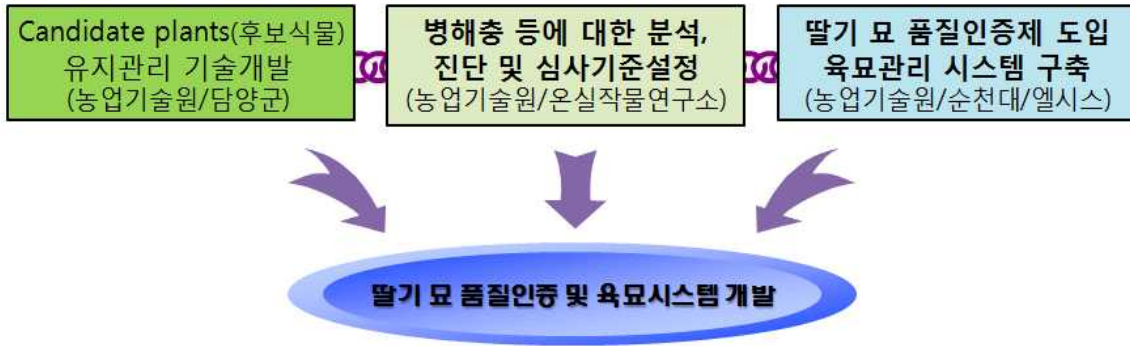 Candidate plants(후보식물)
유지관리 기술개발
(농업기술원/담양군)
병해충 등에 대한 분석,
진단 및 심사기준설정
(농업기술원/온실작물연구소)
딸기 묘 품질인증제 도입
육묘관리 시스템 구축
(농업기술원/순천대/엘시스)
딸기 묘 품질인증 및 육묘시스템 개발